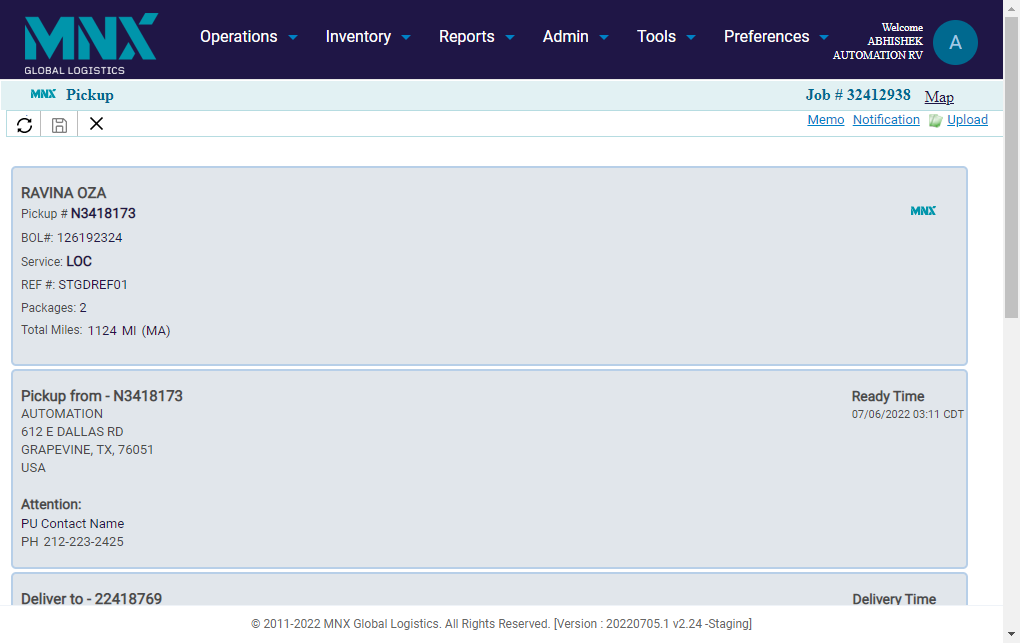 MNX
GLOBAL LOGISTICS
Operations Inventory Reports Admin Tools Preferences
Welcome
ABHISHEK
AUTOMATION RV
A
MNX Pickup Job # 32412938 Map
Memo Notification Upload
RAVINA OZA
Pickup # N3418173
MNX
BOL#: 126192324
Service: LOC
REF #: STGDREF01
Packages: 2
Total Miles: 1124 MI (MA)
Pickup from - N3418173 Ready Time
AUTOMATION 07/06/2022 03:11 CDT
612 E DALLAS RD
GRAPEVINE, TX, 76051
USA
Attention:
PU Contact Name
PH 212-223-2425
Deliver to - 22418769 Delivery Time
© 2011-2022 MNX Global Logistics. All Rights Reserved. [Version : 20220705.1 v2.24 -Staging]